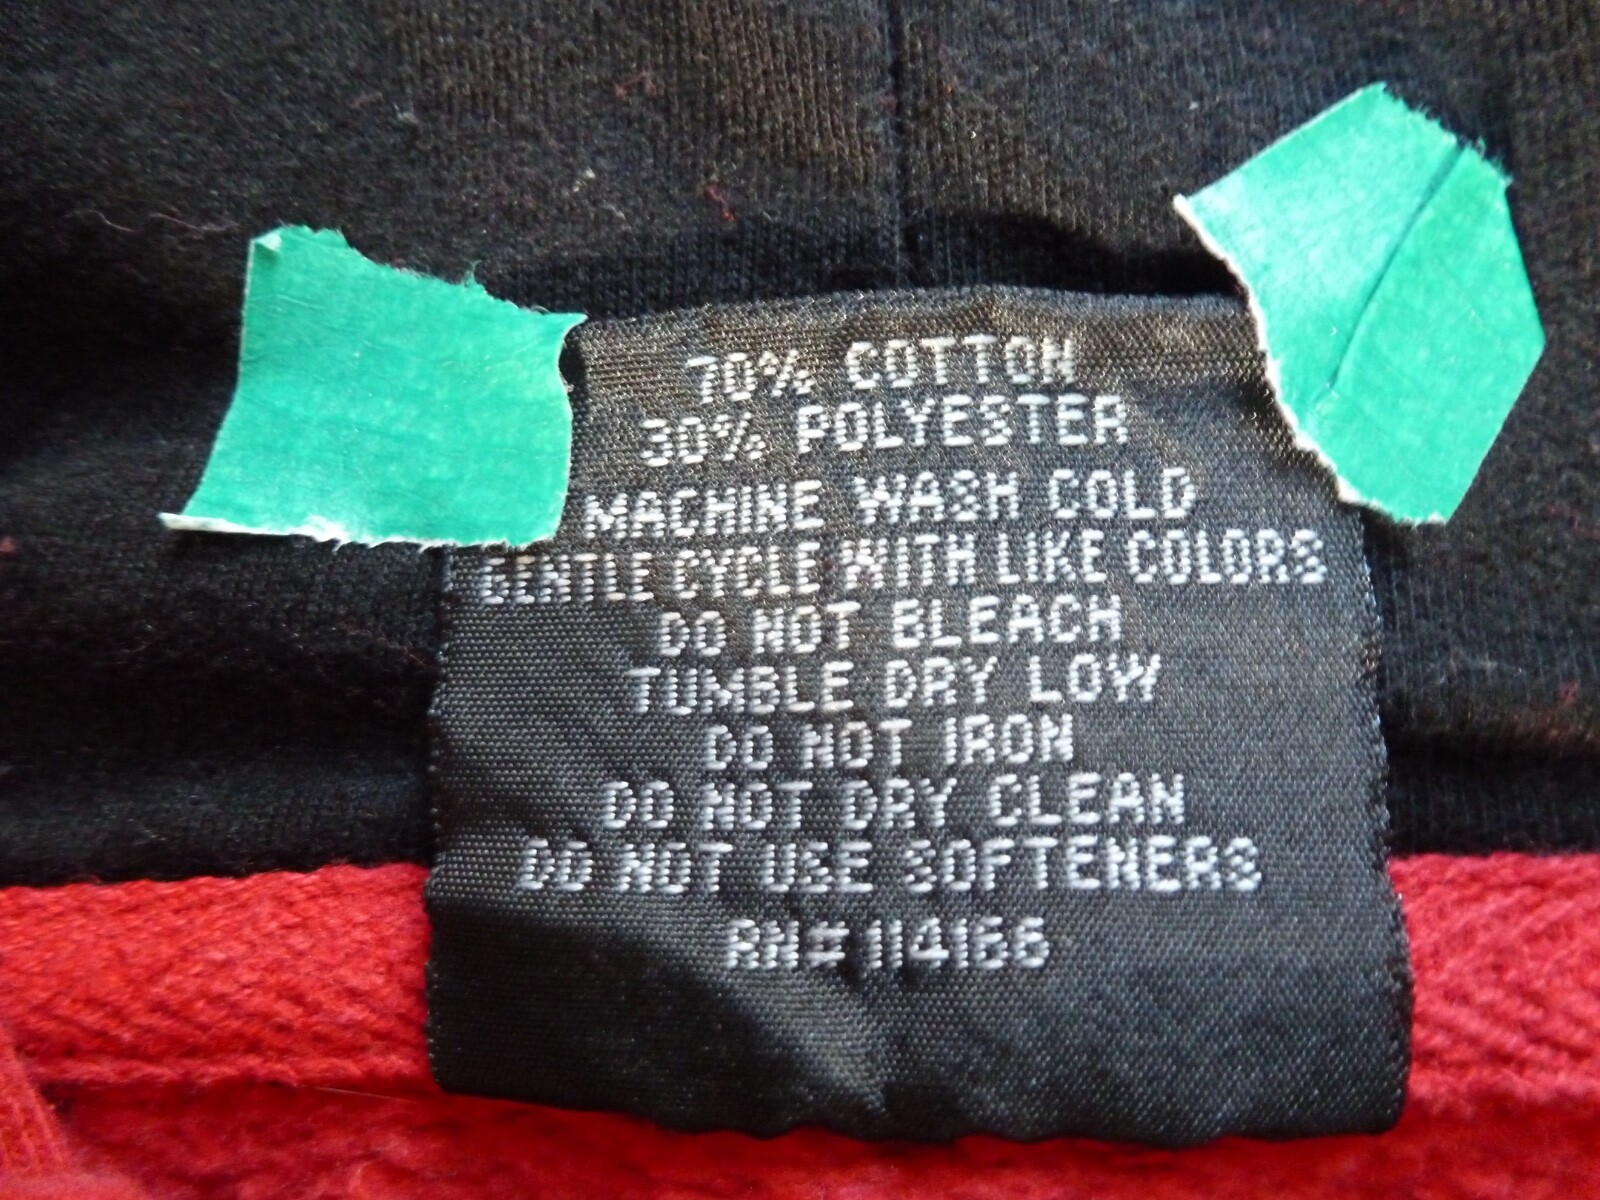 70% COTTON
30% POLYESTER
MACHINE WASH COLD
GENTLE CYCLE WITH LIKE COLORS
DO NOT BLEACH
TUMBLE DRY LOW
DO NOT IRON
DO NOT DRY CLEAN
DO NOT USE SOFTENERS
RN# 114166